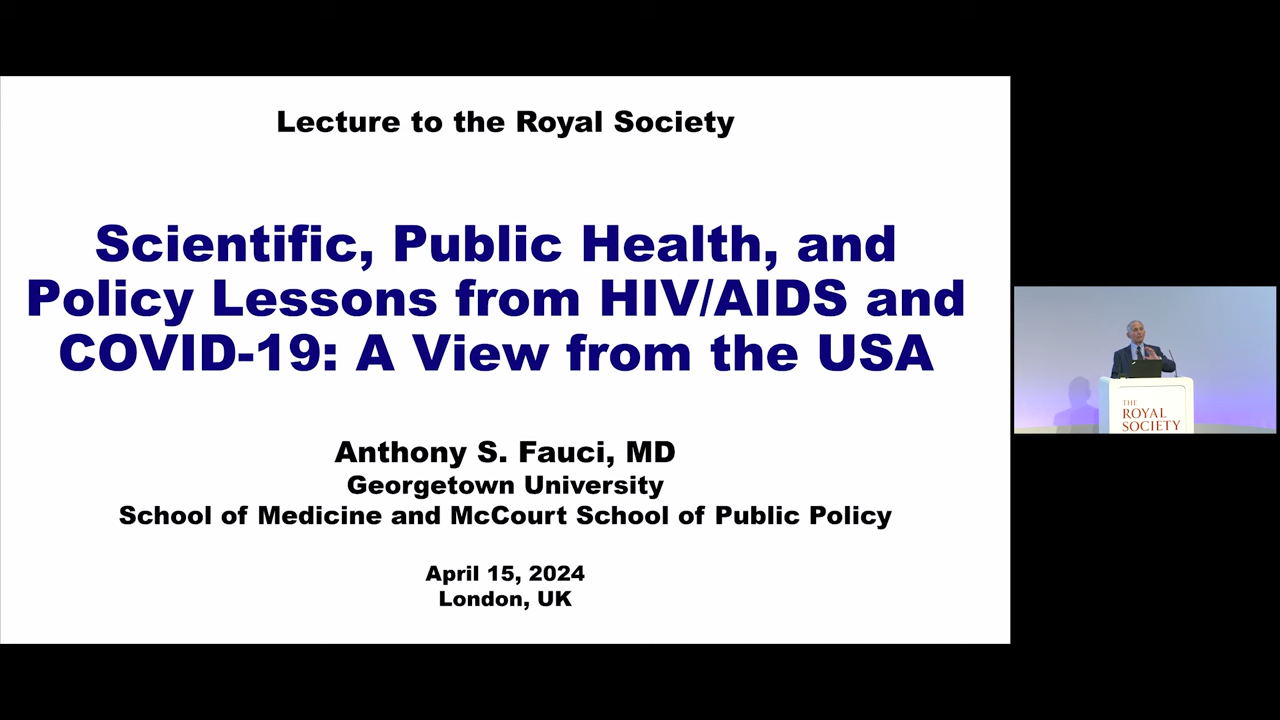 Lecture to the Royal Society
Scientific, Public Health, and
Policy Lessons from HIV/AIDS and
COVID-19: A View from the USA
Anthony S. Fauci, MD
Georgetown University
School of Medicine and McCourt School of Public Policy
April 15, 2024
London, UK
THE
ROYAL
SOCIETY